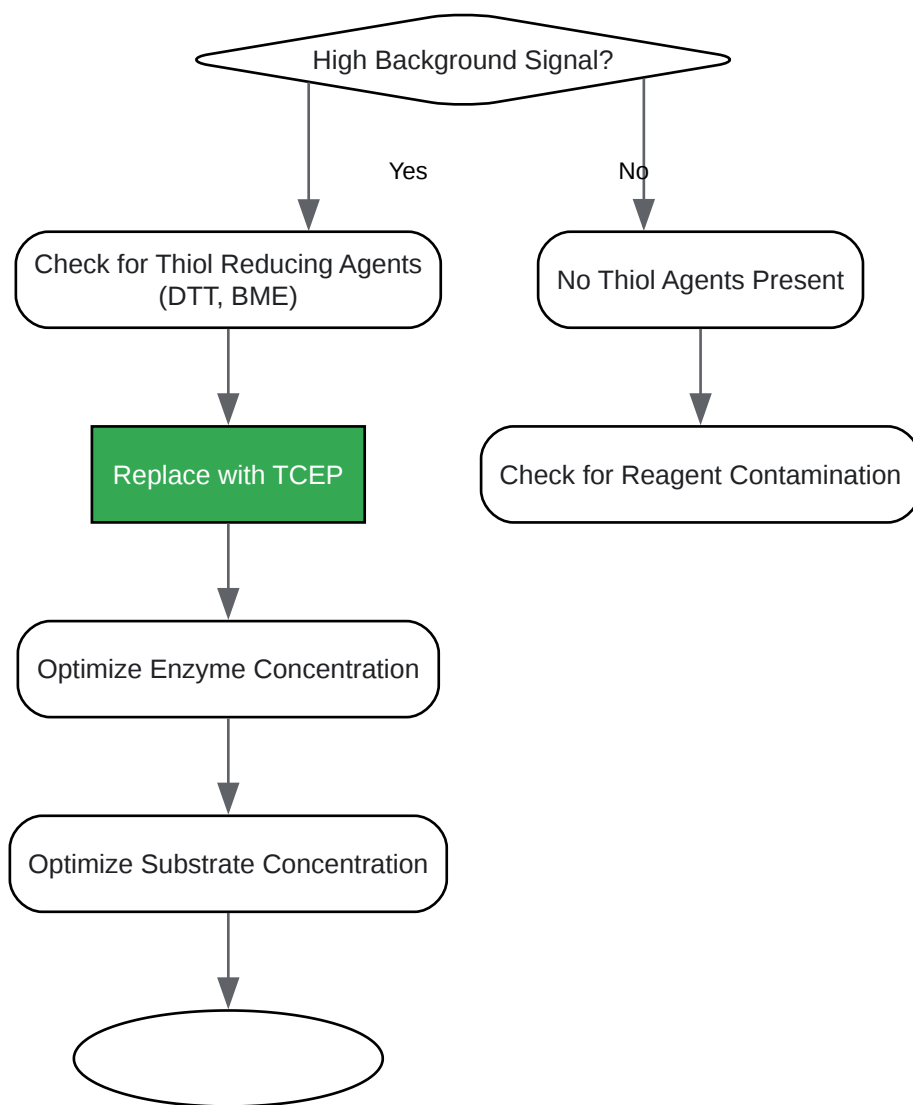 High Background Signal?
Yes
No
Check for Thiol Reducing Agents
(DTT, BME)
No Thiol Agents Present
Replace with TCEP
Check for Reagent Contamination
Optimize Enzyme Concentration
Optimize Substrate Concentration